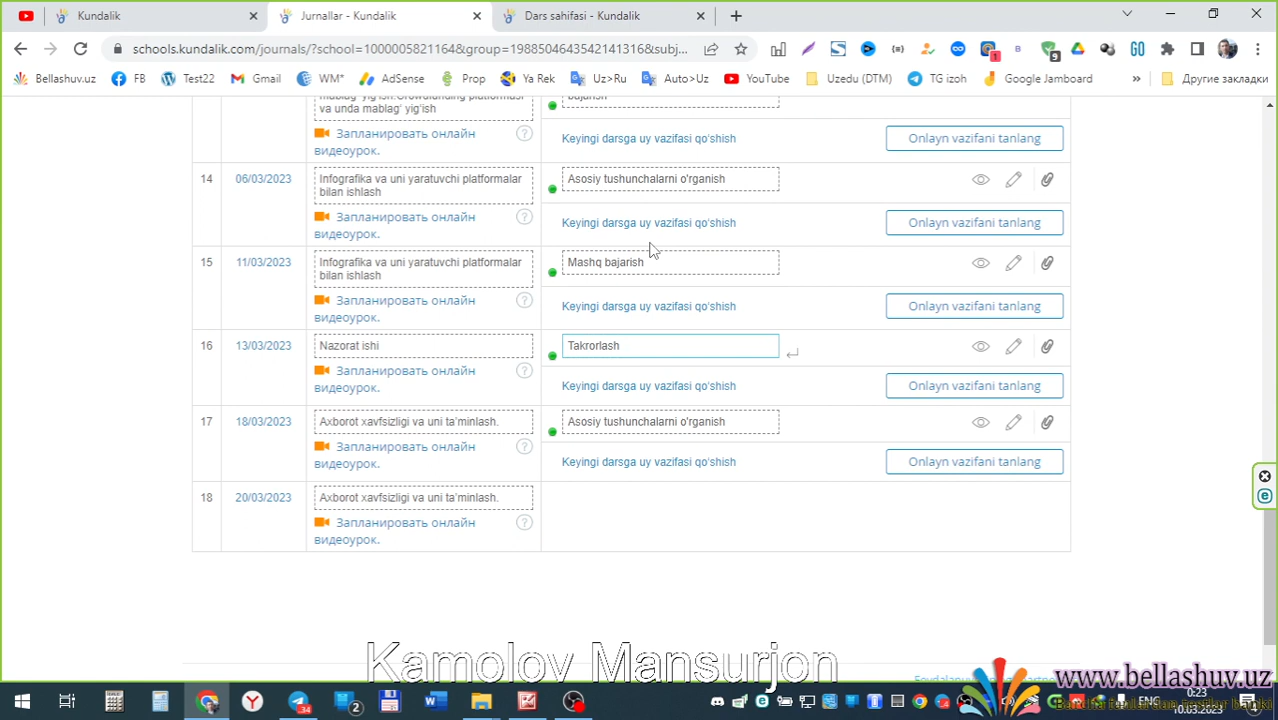 Kundalik
Jurnallar - Kundalik
Dars sahifasi - Kundalik
schools.kundalik.com/journals/?school=1000005821164&group=1988504643542141316&subj...
Bellashuv.uz
FB
Test22
Gmail
WM*
AdSense
Prop
Ya Rek
Uz>Ru
Auto>Uz
YouTube
Uzedu (DTM)
TG izoh
Google Jamboard
»
Другие закладки
va unda mablag' yig'ish
bajarish
Запланировать онлайн
видеоурок.
?
Keyingi darsga uy vazifasi qo'shish
Onlayn vazifani tanlang
14
06/03/2023
Infografika va uni yaratuvchi platformalar
bilan ishlash
Asosiy tushunchalarni o'rganish
Запланировать онлайн
видеоурок.
?
Keyingi darsga uy vazifasi qo'shish
Onlayn vazifani tanlang
15
11/03/2023
Infografika va uni yaratuvchi platformalar
bilan ishlash
Mashq bajarish
Запланировать онлайн
видеоурок.
?
Keyingi darsga uy vazifasi qo'shish
Onlayn vazifani tanlang
16
13/03/2023
Nazorat ishi
Takrorlash
Запланировать онлайн
видеоурок.
?
Keyingi darsga uy vazifasi qo'shish
Onlayn vazifani tanlang
17
18/03/2023
Axborot xavfsizligi va uni ta'minlash.
Asosiy tushunchalarni o'rganish
Запланировать онлайн
видеоурок.
?
Keyingi darsga uy vazifasi qo'shish
Onlayn vazifani tanlang
18
20/03/2023
Axborot xavfsizligi va uni ta'minlash.
Запланировать онлайн
видеоурок.
?
Kamolov Mansurjon
www.bellashuv.uz
ENG
0:23
10.03.2023